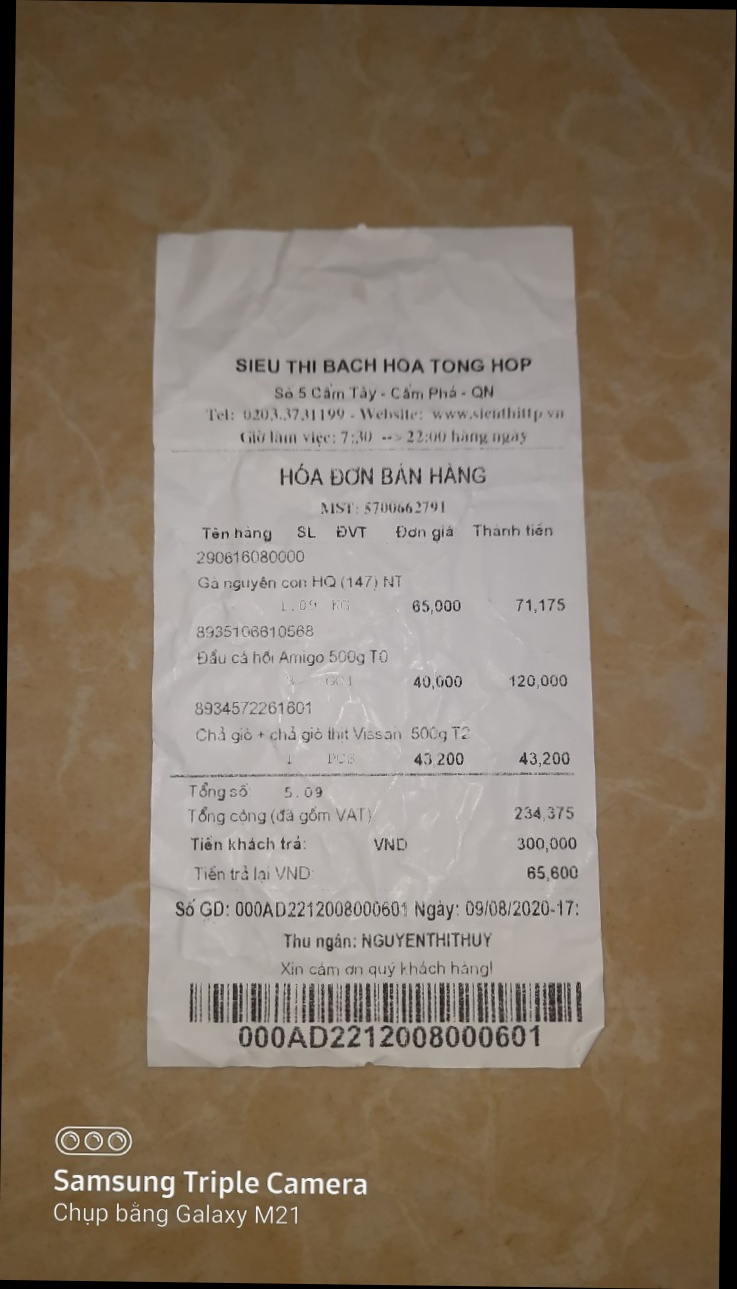 SIEU THI BACH HOA TONG HOP
Số 5 Cẩm Tây - Cẩm Phả - QN
Tel: 0203.3731199 - Website: www.sieuthittp.vn
Giờ làm việc: 7:30 --> 22:00 hàng ngày
HÓA ĐƠN BÁN HÀNG
MST: 5700662791
Tên hàng SL ĐVT Đơn giá Thành tiền
290616080000
Gà nguyên con HQ (147) NT
1.09 KG 65,000 71,175
8935106610568
Đầu cá hồi Amigo 500g T0
3 GOI 40,000 120,000
8934572261601
Chả giò + chả giò thịt Vissan 500g T2
1 PCS 43,200 43,200
Tổng số: 5.09
Tổng cộng (đã gồm VAT) 234,375
Tiền khách trả: VND 300,000
Tiền trả lại VND: 65,600
Số GD: 000AD2212008000601 Ngày: 09/08/2020-17:
Thu ngân: NGUYENTHITHUY
Xin cảm ơn quý khách hàng!
000AD2212008000601
Samsung Triple Camera
Chụp bằng Galaxy M21